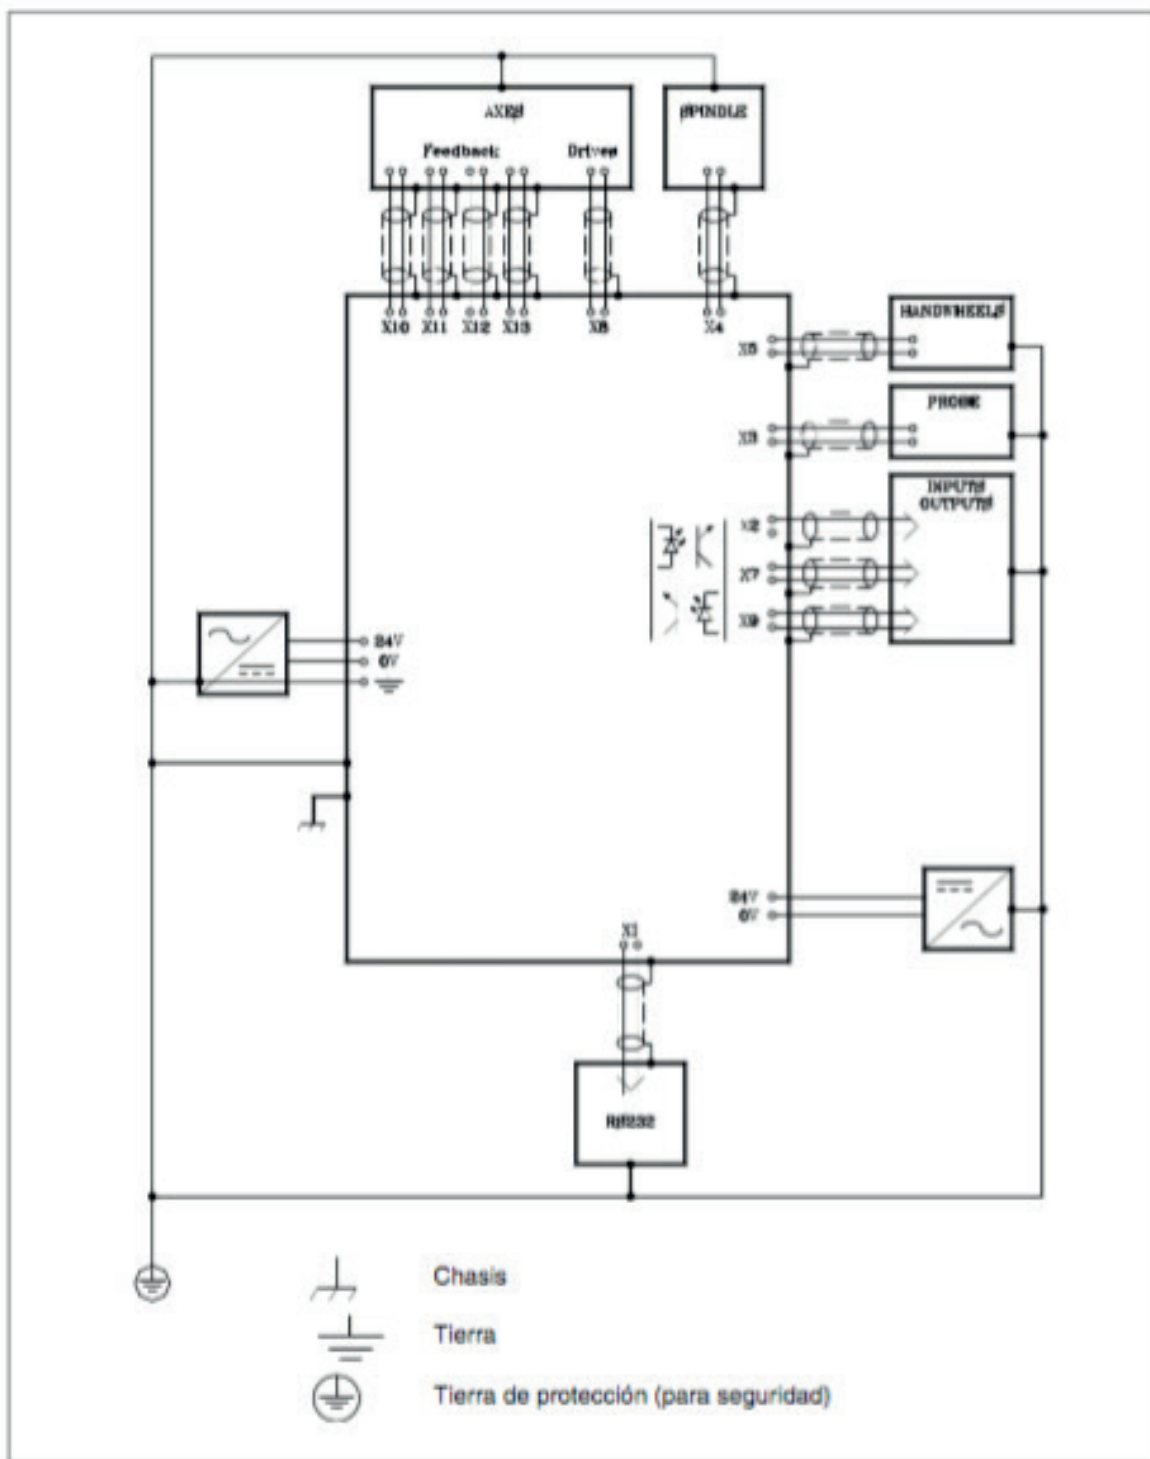 AXES
SPINDLE
Feedback
Drives
X10
X11
X12
X13
X8
X4
HANDWHEELS
X5
PROBE
X3
INPUTS
OUTPUTS
X2
X7
X9
24V
0V
24V
0V
X1
RS232
Chasis
Tierra
Tierra de protección (para seguridad)